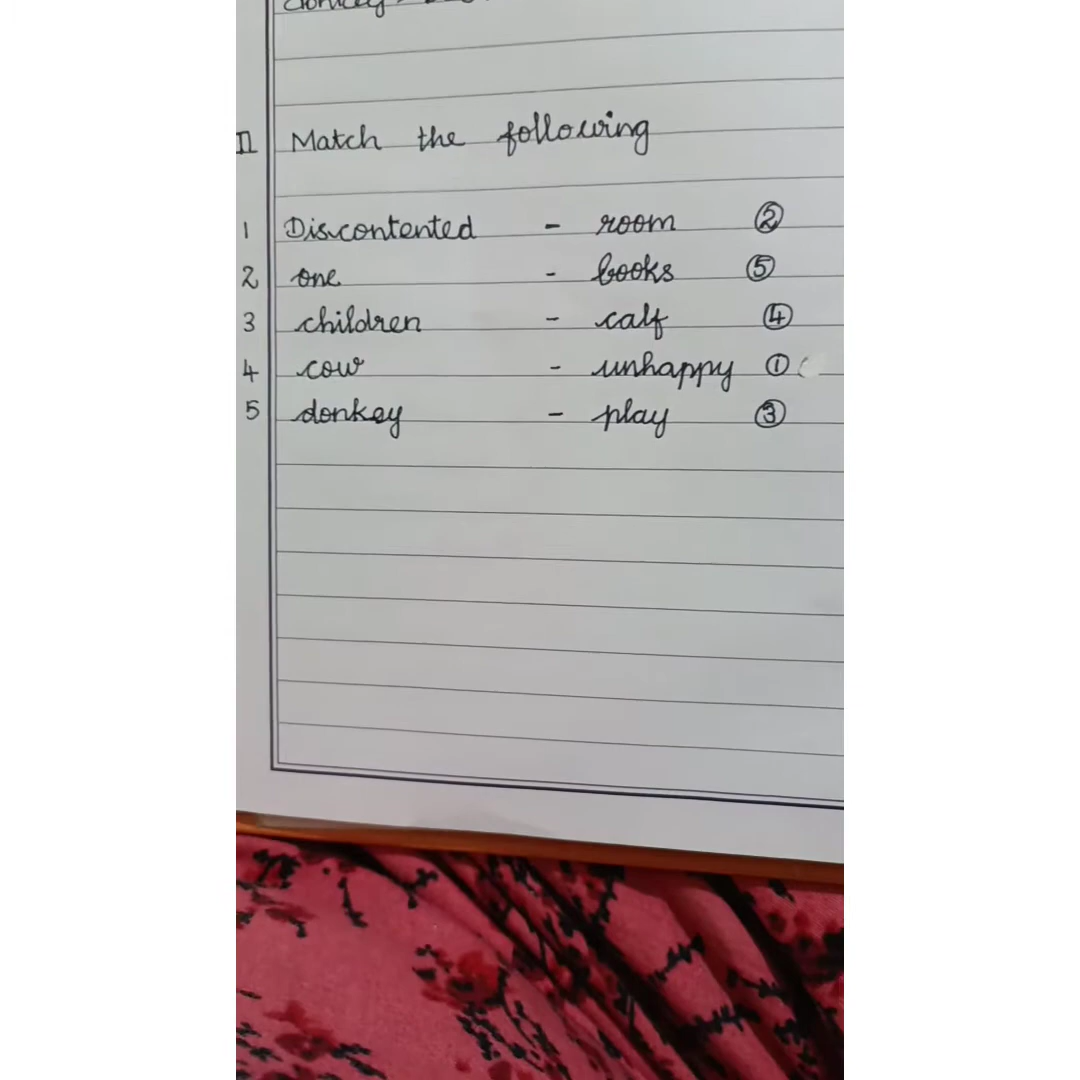 II Match the following
1 Discontented - room ②
2 one - books ⑤
3 children - calf ④
4 cow - unhappy ①
5 donkey - play ③